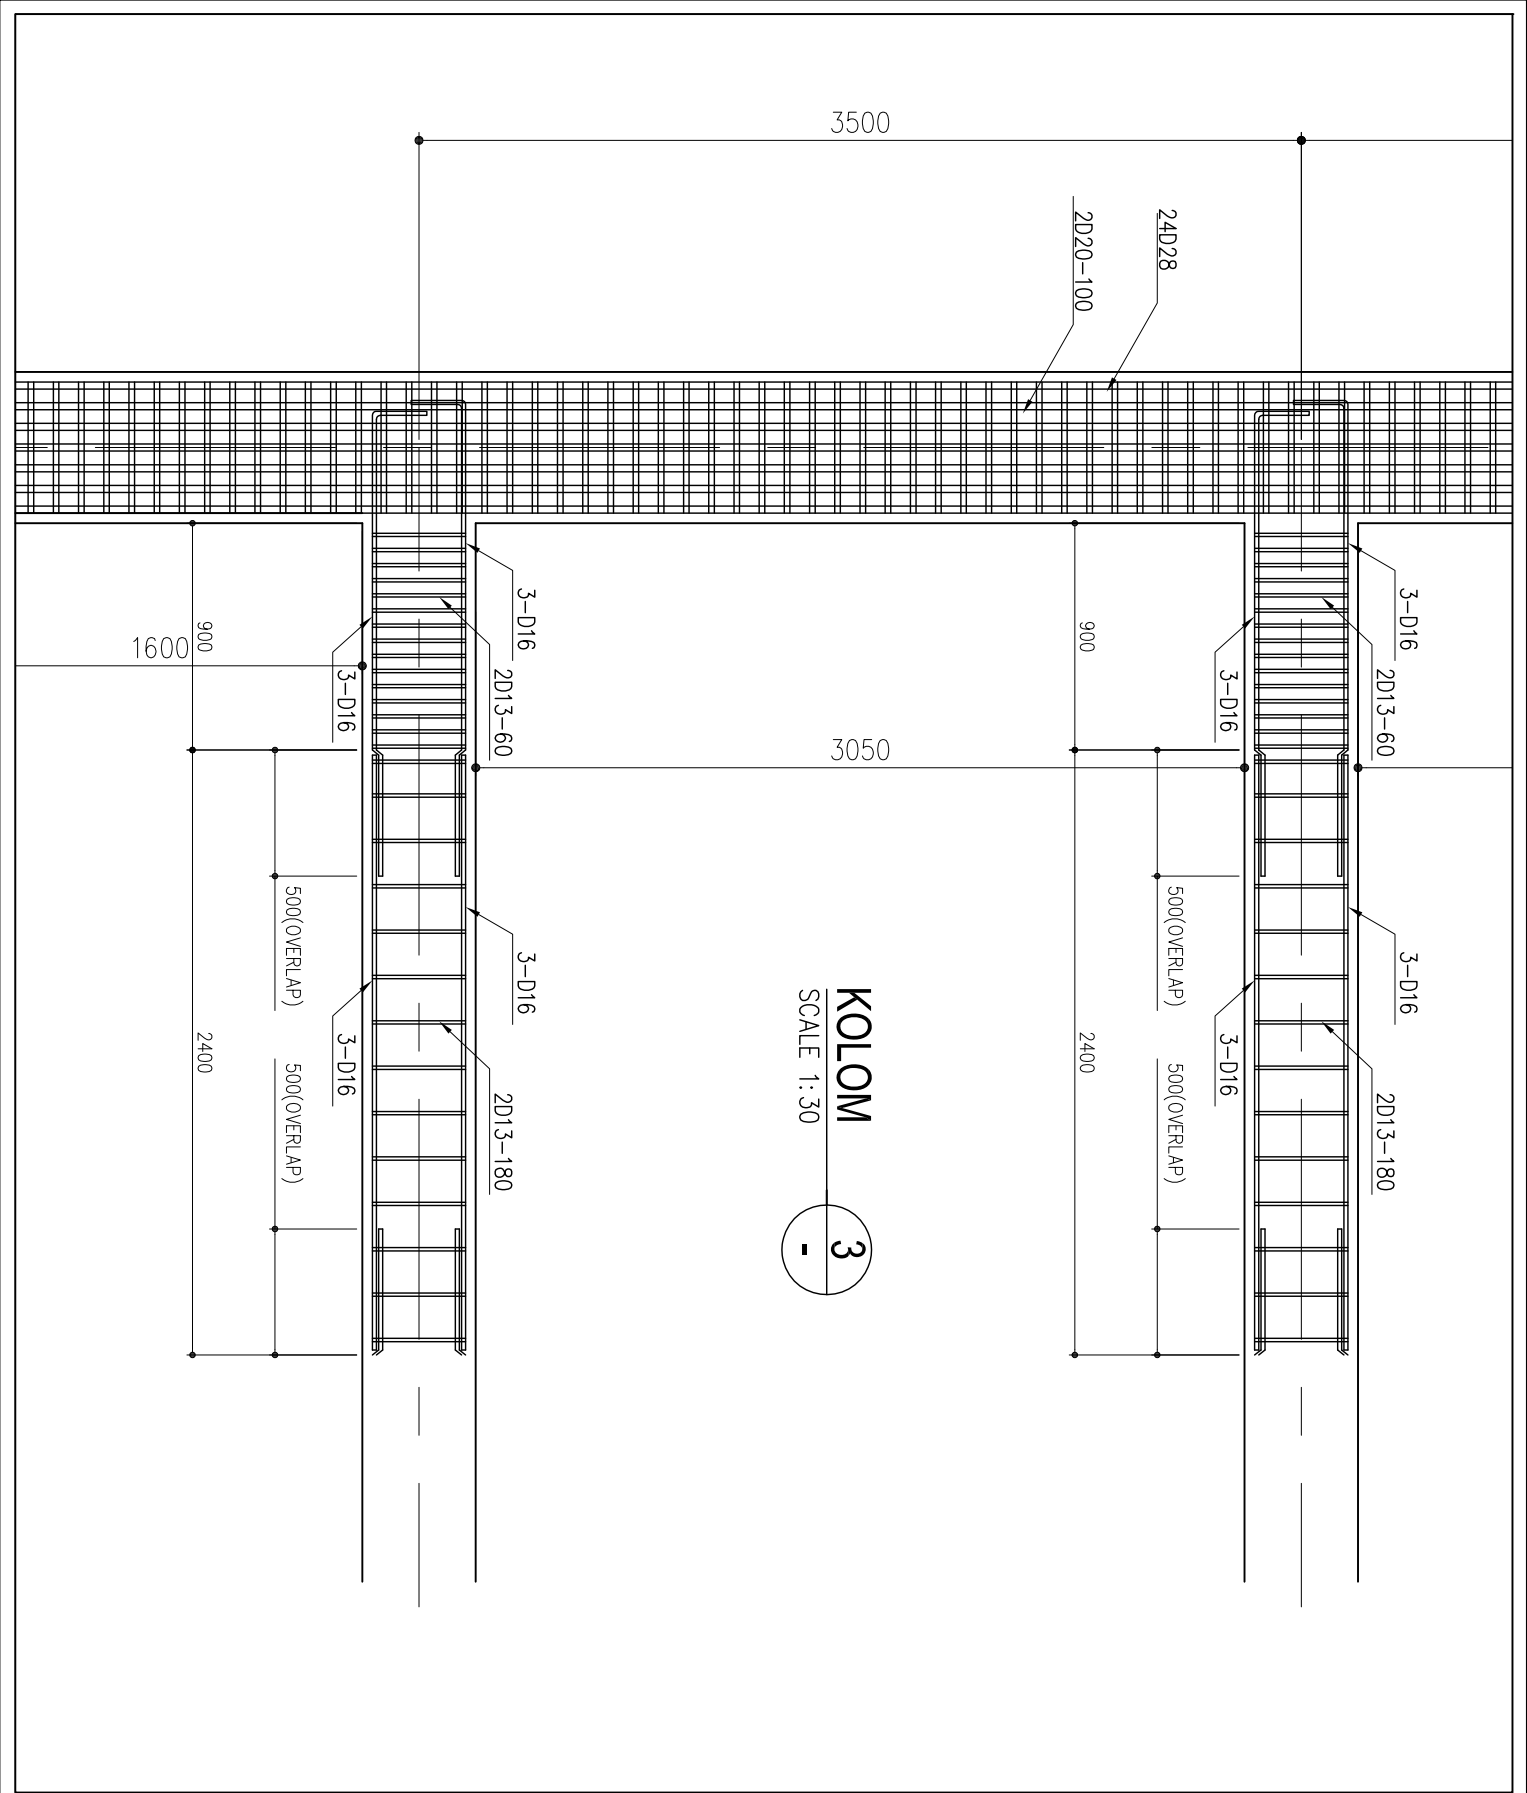 3500
24D28
2D20-100
3-D16
900
1600
3-D16
2D13-60
3050
500(OVERLAP)
3-D16
2400
3-D16
500(OVERLAP)
2D13-180
KOLOM
SCALE 1:30
3
-
3-D16
900
3-D16
2D13-60
500(OVERLAP)
3-D16
2400
3-D16
500(OVERLAP)
2D13-180